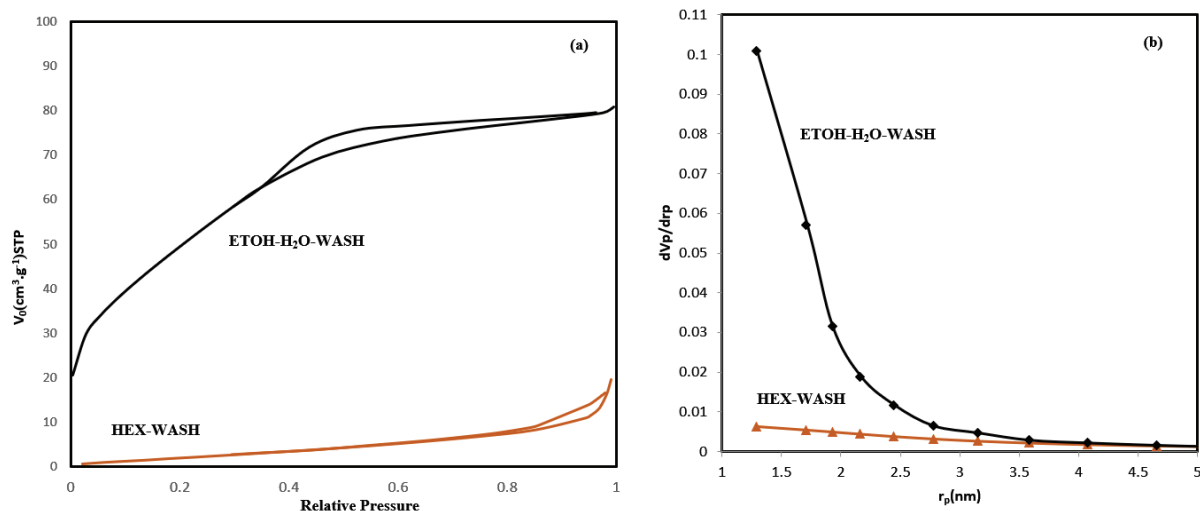 100
90
80
70
60
50
40
30
20
10
0
V₀(cm³·g⁻¹)STP
(a)
ETOH-H₂O-WASH
HEX-WASH
0 0.2 0.4 0.6 0.8 1
Relative Pressure
0.11
0.1
0.09
0.08
0.07
0.06
0.05
0.04
0.03
0.02
0.01
0
dVp/drp
(b)
ETOH-H₂O-WASH
HEX-WASH
1 1.5 2 2.5 3 3.5 4 4.5 5
rₚ(nm)